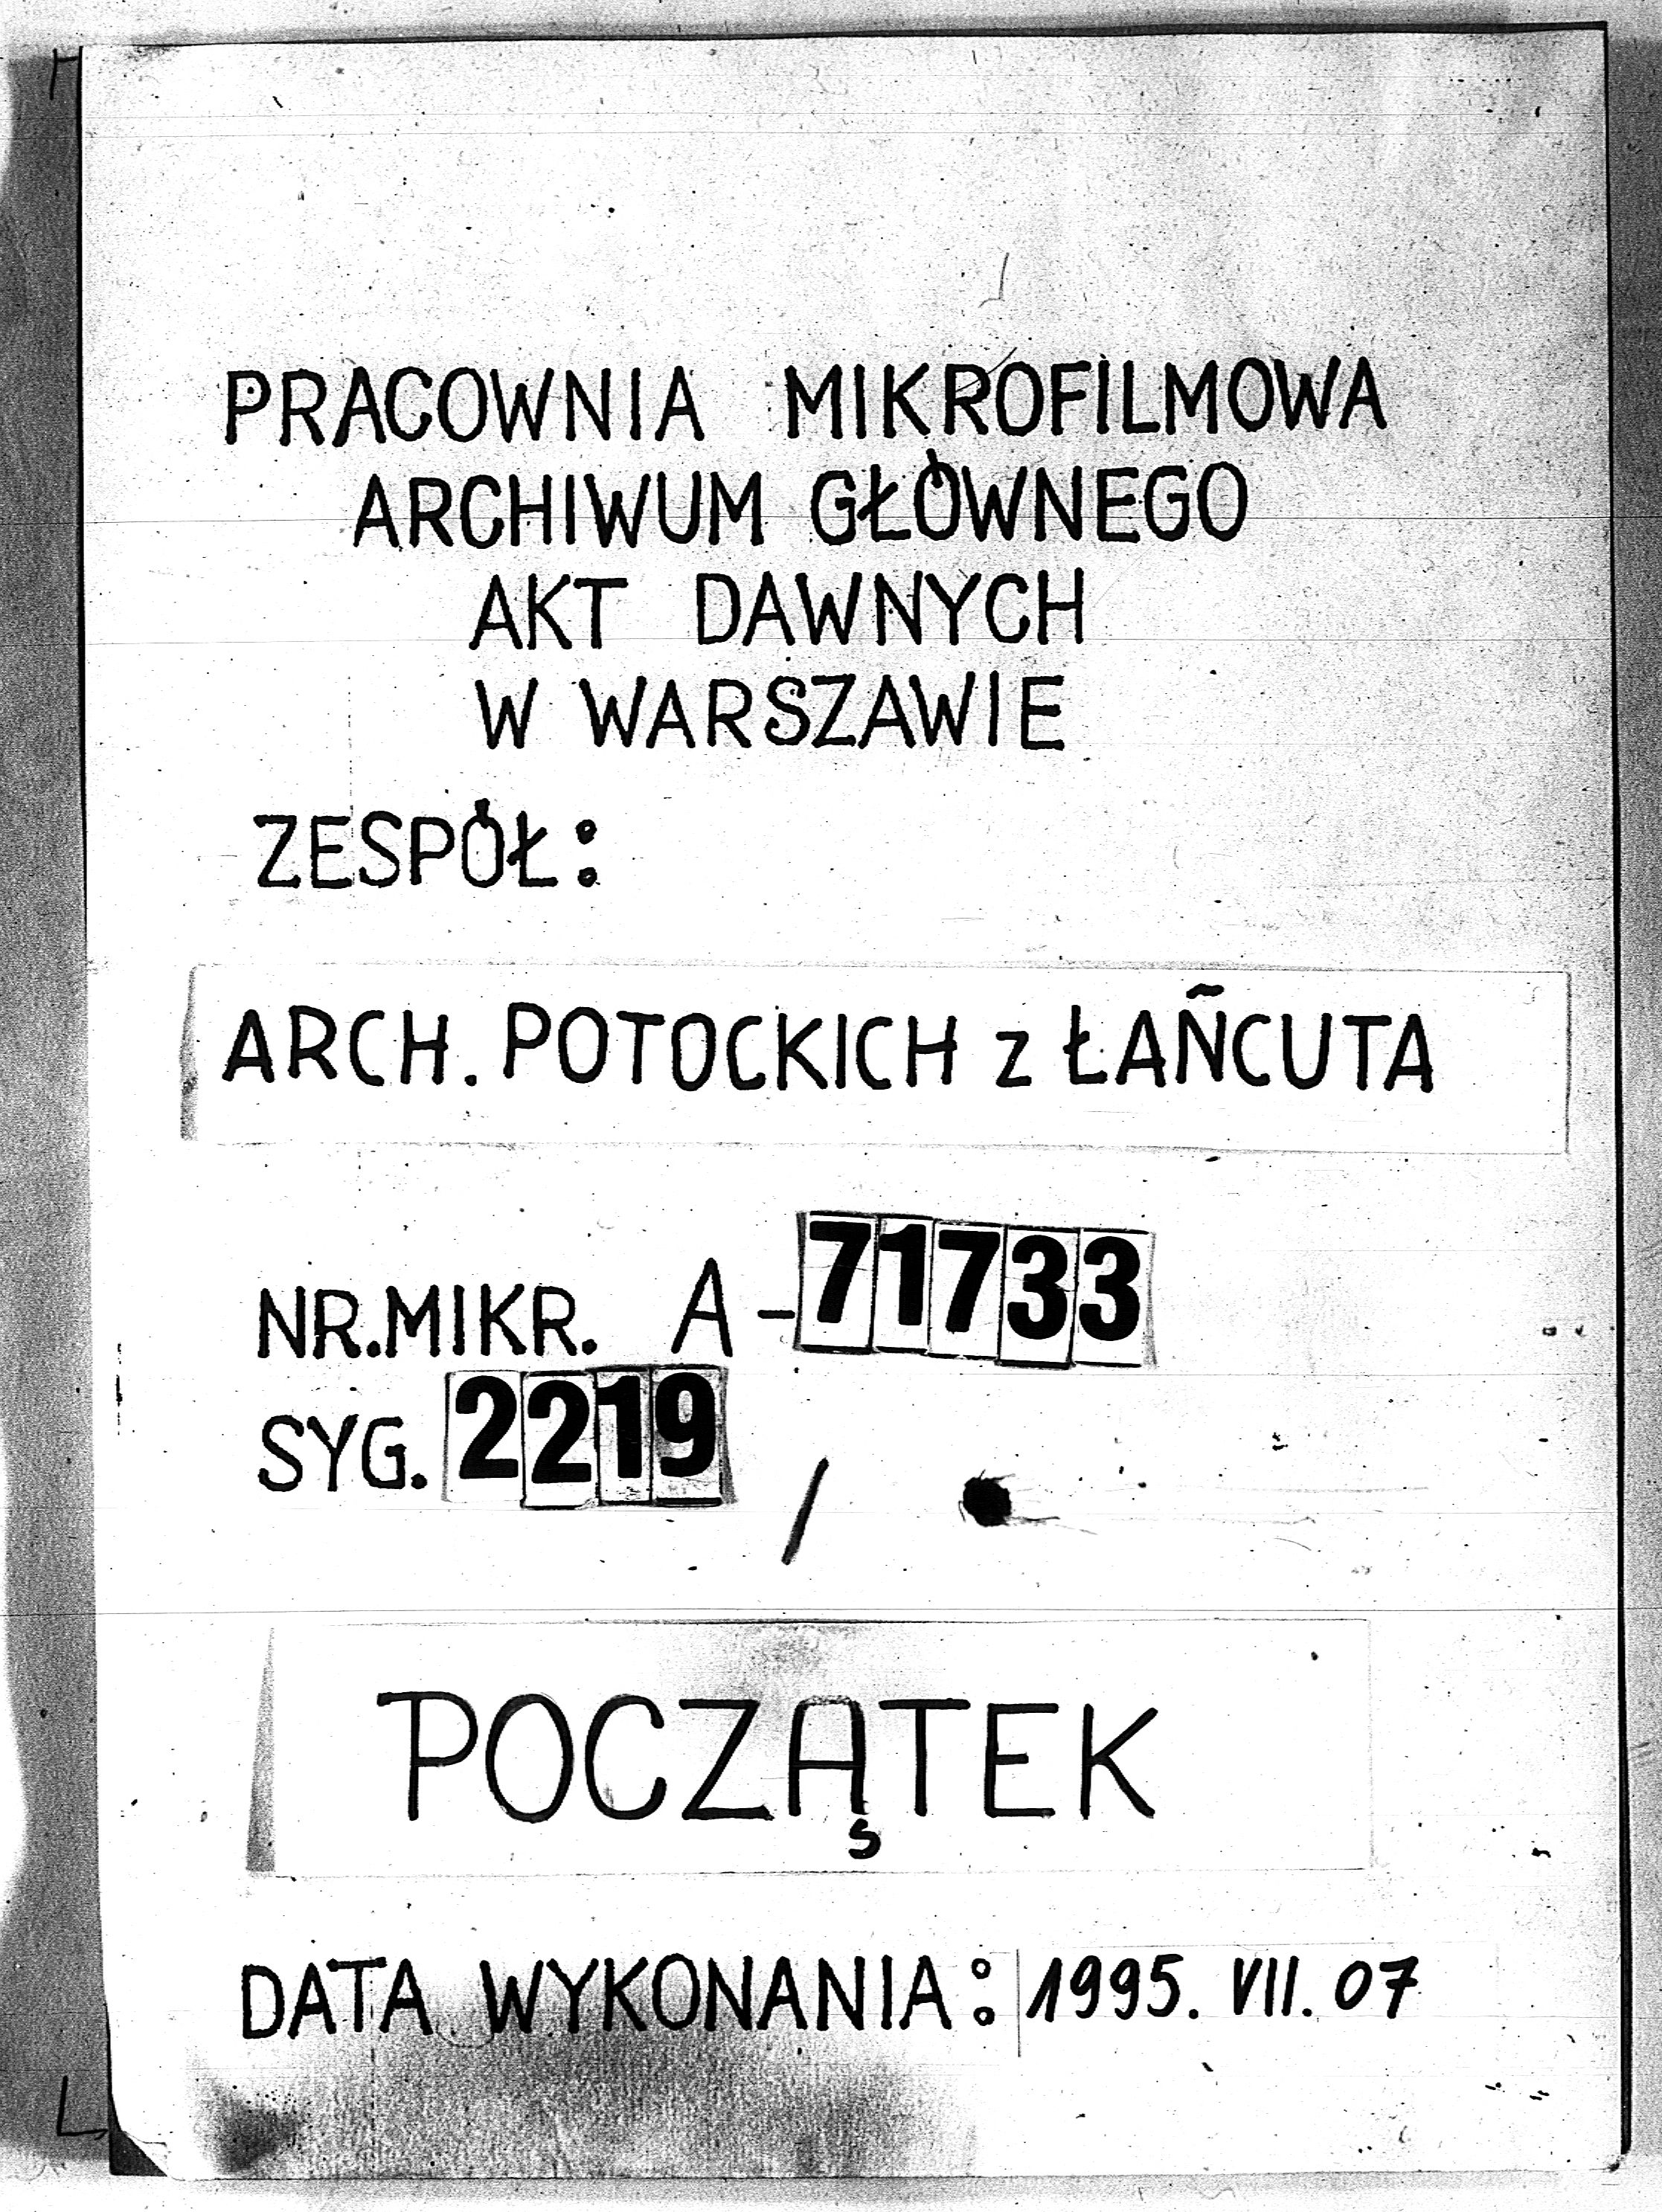 PRACOWNIA MIKROFILMOWA
ARCHIWUM GŁÓWNEGO
AKT DAWNYCH
W WARSZAWIE
ZESPÓŁ:
ARCH. POTOCKICH z ŁAŃCUTA
NR.MIKR. A-71733
SYG. 2219 /
POCZĄTEK
DATA WYKONANIA: 1995. VII. 07